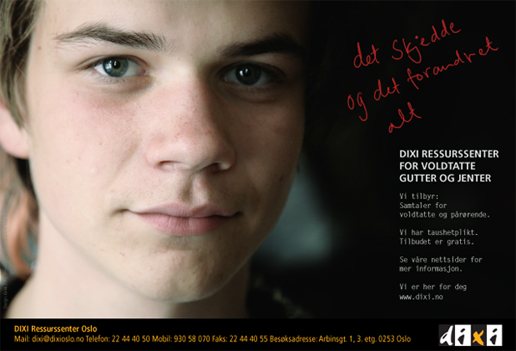 det skjedde
og det forandret
alt
DIXI RESSURSSENTER
FOR VOLDTATTE
GUTTER OG JENTER
Vi tilbyr:
Samtaler for
voldtatte og pårørende.
Vi har taushetplikt.
Tilbudet er gratis.
Se våre nettsider for
mer informasjon.
Vi er her for deg
www.dixi.no
DIXI Ressurssenter Oslo
Mail: dixi@dixioslo.no Telefon: 22 44 40 50 Mobil: 930 58 070 Faks: 22 44 40 55 Besøksadresse: Arbinsgt. 1, 3. etg. 0253 Oslo
dixi